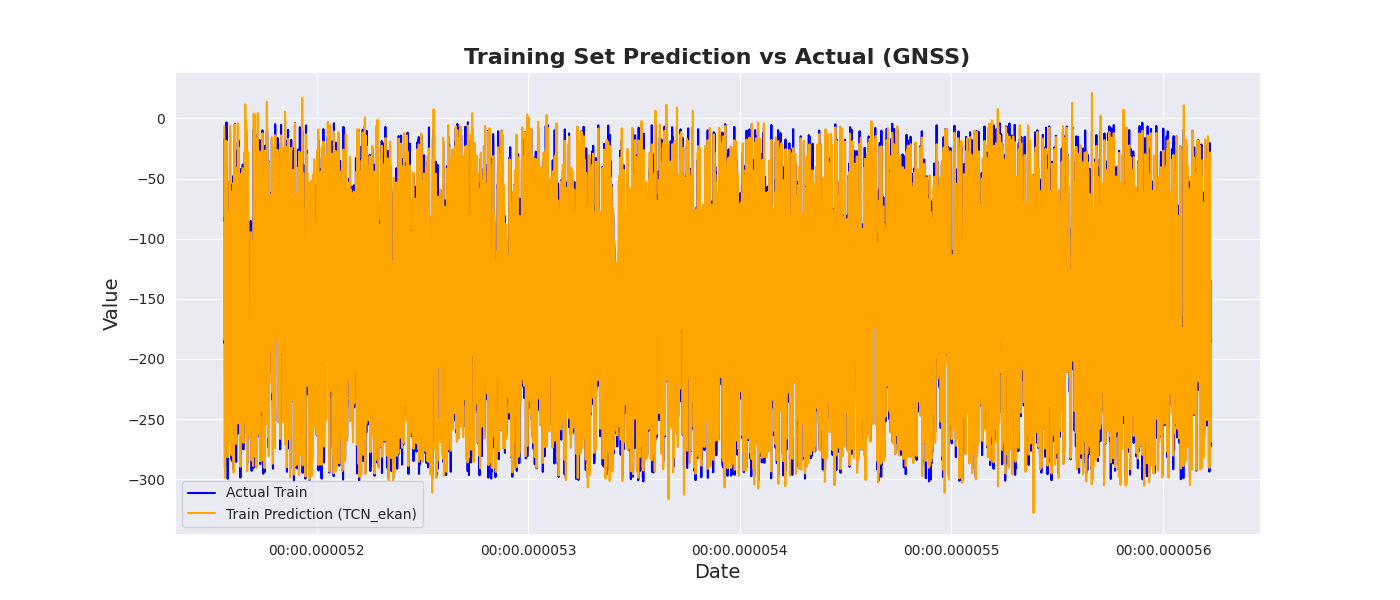 Training Set Prediction vs Actual (GNSS)
Value
0
−50
−100
−150
−200
−250
−300
Actual Train
Train Prediction (TCN_ekan)
00:00.000052
00:00.000053
00:00.000054
00:00.000055
00:00.000056
Date